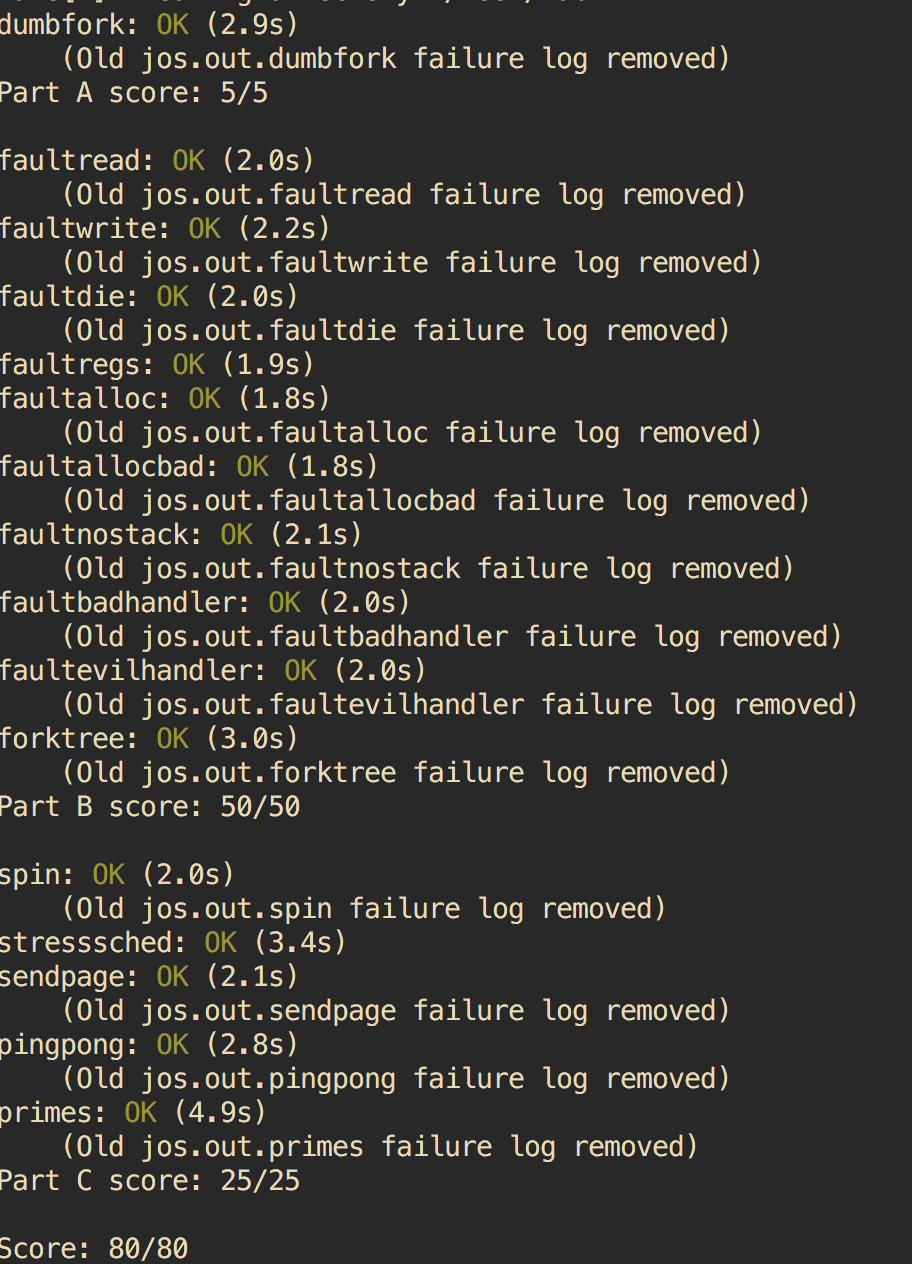 dumbfork: OK (2.9s)
    (Old jos.out.dumbfork failure log removed)
Part A score: 5/5

faultread: OK (2.0s)
    (Old jos.out.faultread failure log removed)
faultwrite: OK (2.2s)
    (Old jos.out.faultwrite failure log removed)
faultdie: OK (2.0s)
    (Old jos.out.faultdie failure log removed)
faultregs: OK (1.9s)
faultalloc: OK (1.8s)
    (Old jos.out.faultalloc failure log removed)
faultallocbad: OK (1.8s)
    (Old jos.out.faultallocbad failure log removed)
faultnostack: OK (2.1s)
    (Old jos.out.faultnostack failure log removed)
faultbadhandler: OK (2.0s)
    (Old jos.out.faultbadhandler failure log removed)
faultevilhandler: OK (2.0s)
    (Old jos.out.faultevilhandler failure log removed)
forktree: OK (3.0s)
    (Old jos.out.forktree failure log removed)
Part B score: 50/50

spin: OK (2.0s)
    (Old jos.out.spin failure log removed)
stresssched: OK (3.4s)
sendpage: OK (2.1s)
    (Old jos.out.sendpage failure log removed)
pingpong: OK (2.8s)
    (Old jos.out.pingpong failure log removed)
primes: OK (4.9s)
    (Old jos.out.primes failure log removed)
Part C score: 25/25

Score: 80/80